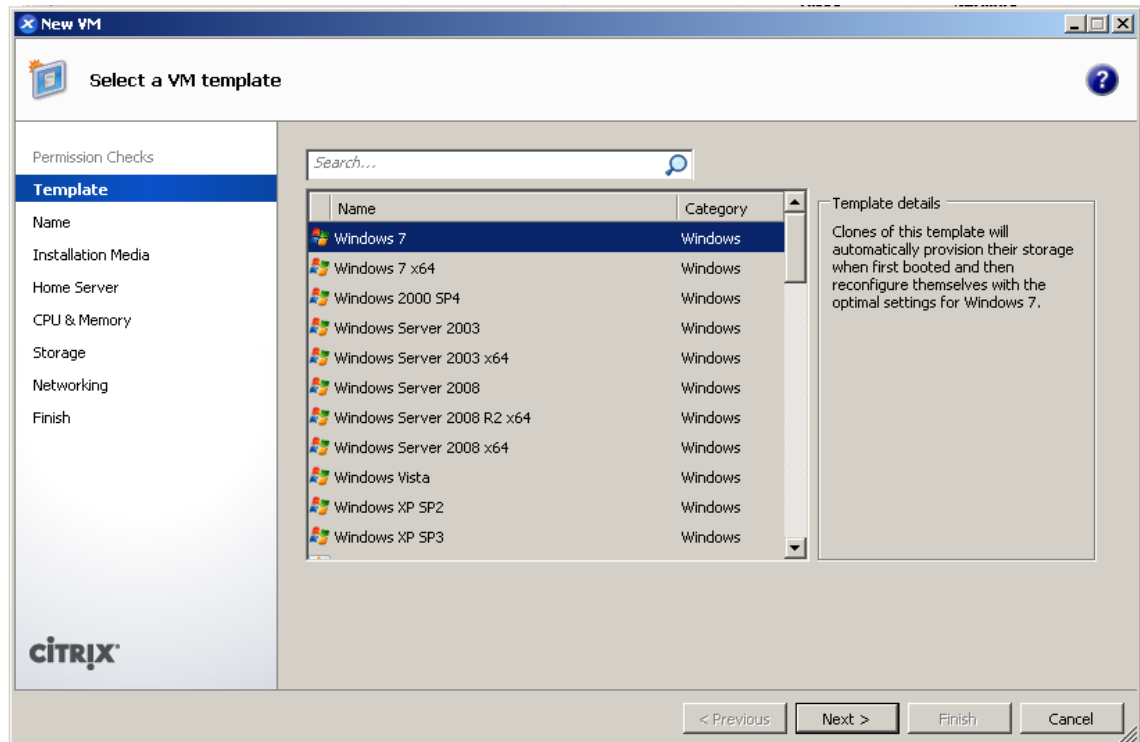 New VM
Select a VM template
?
Permission Checks
Template
Name
Installation Media
Home Server
CPU & Memory
Storage
Networking
Finish
CİTRIX
Search...
Name Category
Windows 7 Windows
Windows 7 x64 Windows
Windows 2000 SP4 Windows
Windows Server 2003 Windows
Windows Server 2003 x64 Windows
Windows Server 2008 Windows
Windows Server 2008 R2 x64 Windows
Windows Server 2008 x64 Windows
Windows Vista Windows
Windows XP SP2 Windows
Windows XP SP3 Windows
Template details
Clones of this template will
automatically provision their storage
when first booted and then
reconfigure themselves with the
optimal settings for Windows 7.
< Previous Next > Finish Cancel